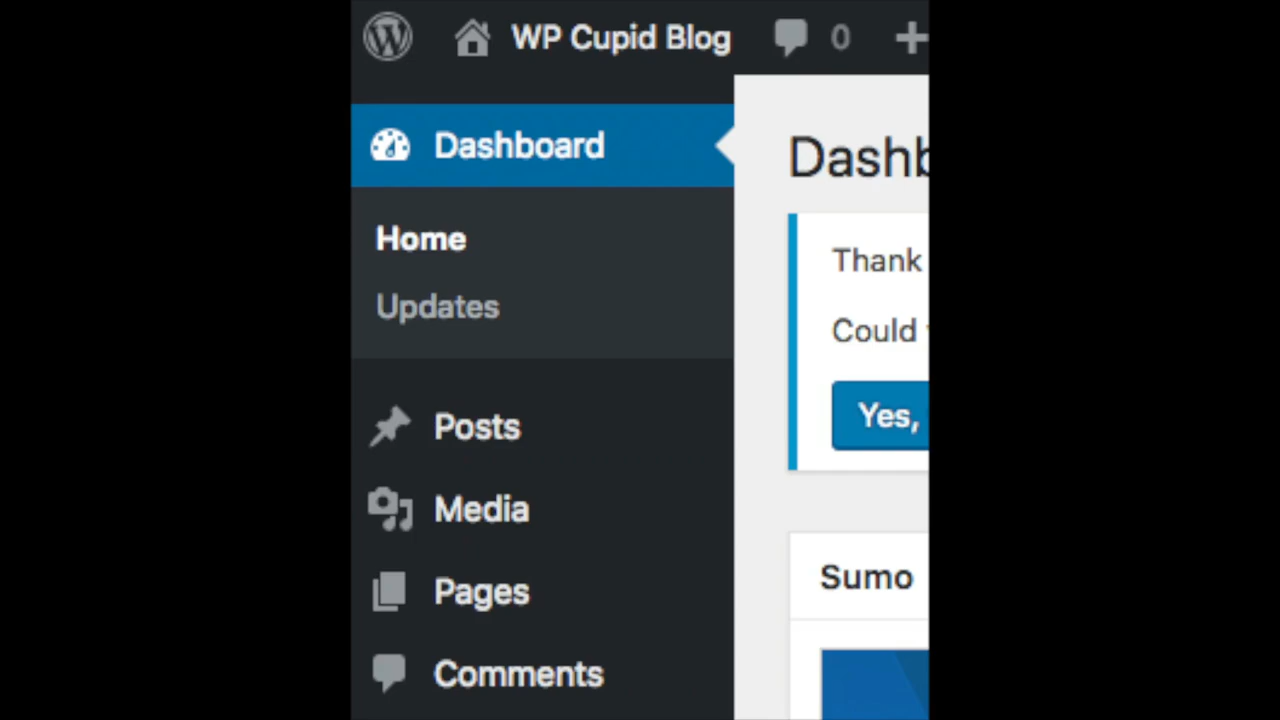 WP Cupid Blog 0
Dashboard
Home
Updates
Posts
Media
Pages
Comments
Dashb
Thank
Could
Yes,
Sumo